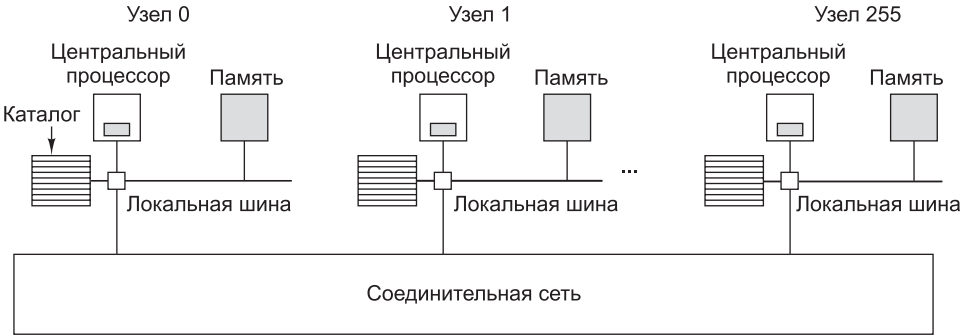 Узел 0
Узел 1
Узел 255
Центральный
процессор
Память
Центральный
процессор
Память
Центральный
процессор
Память
Каталог
...
Локальная шина
Локальная шина
Локальная шина
Соединительная сеть